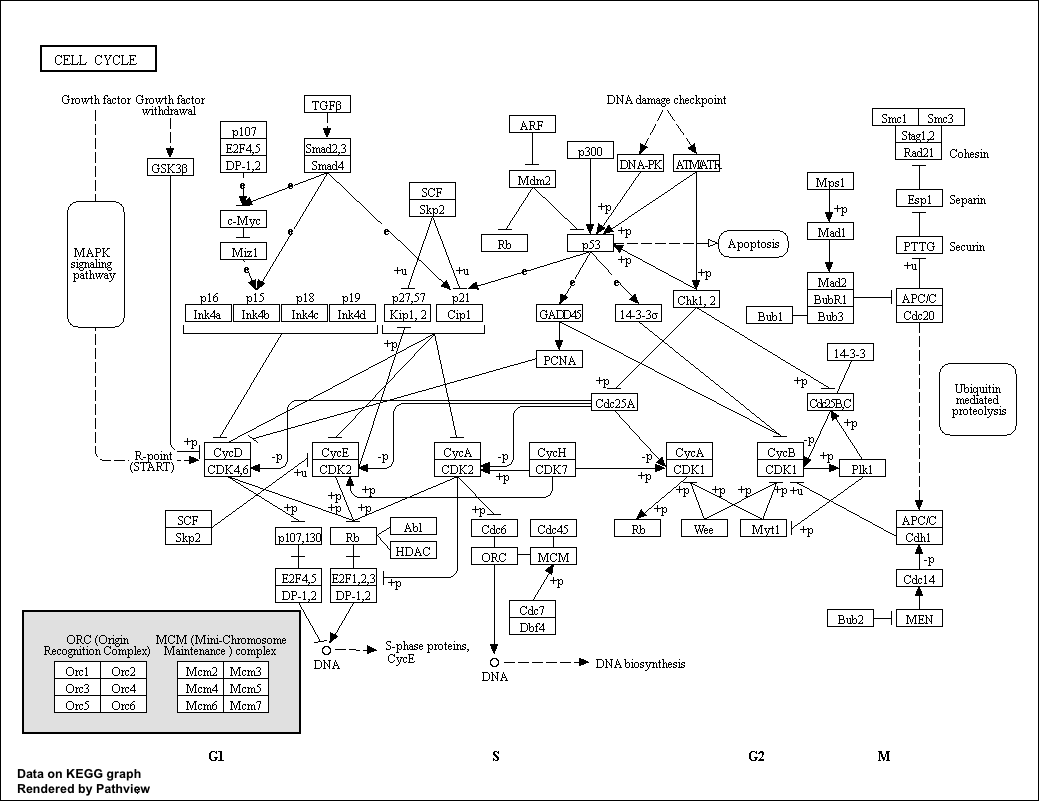 CELL CYCLE
Growth factor
Growth factor
withdrawal
TGFβ
DNA damage checkpoint
ARF
p300
p107
E2F4,5
DP-1,2
Smad2,3
Smad4
GSK3β
DNA-PK
ATM/ATR
Smc1
Smc3
Stag1,2
Rad21
Cohesin
Mdm2
Mps1
SCF
Skp2
e
e
c-Myc
Miz1
e
e
Rb
p53
+p
+p
+p
Apoptosis
+p
Mad1
Esp1
Separin
PTTG
Securin
MAPK
signaling
pathway
+u
+u
e
e
e
+p
Chk1, 2
Mad2
BubR1
Bub3
Bub1
+u
APC/C
Cdc20
p16
Ink4a
p15
Ink4b
p18
Ink4c
p19
Ink4d
p27,57
Kip1, 2
p21
Cip1
GADD45
14-3-3σ
+p
PCNA
14-3-3
+p
Cdc25A
+p
Cdc25B,C
Ubiquitin
mediated
proteolysis
R-point
(START)
+p
CycD
CDK4,6
-p
CycE
CDK2
+u
-p
CycA
CDK2
-p
+p
CycH
CDK7
-p
+p
CycA
CDK1
CycB
CDK1
-p
+p
+p
Plk1
SCF
Skp2
+p
+p
+p
+p
+p
+p
+p
+p
+p
+u
+p
p107,130
Rb
Abl
HDAC
Cdc6
Cdc45
ORC
MCM
Rb
Wee
Myt1
APC/C
Cdh1
-p
Cdc14
E2F4,5
DP-1,2
E2F1,2,3
DP-1,2
+p
+p
Cdc7
Dbf4
Bub2
MEN
DNA
S-phase proteins,
CycE
DNA
DNA biosynthesis
ORC (Origin
Recognition Complex)
MCM (Mini-Chromosome
Maintenance ) complex
Orc1
Orc2
Mcm2
Mcm3
Orc3
Orc4
Mcm4
Mcm5
Orc5
Orc6
Mcm6
Mcm7
G1
S
G2
M
Data on KEGG graph
Rendered by Pathview